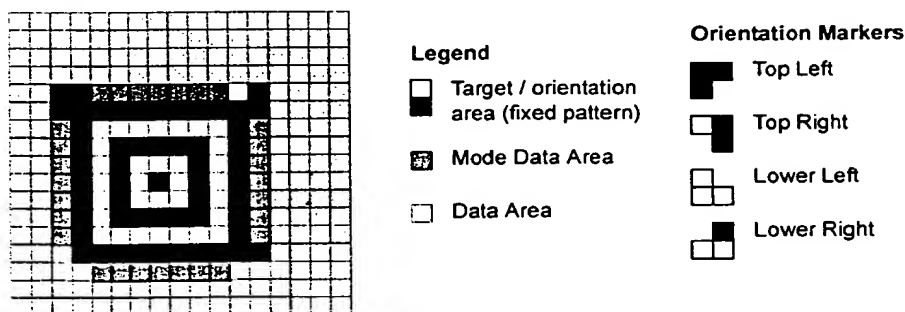 Legend
Target / orientation
area (fixed pattern)
Mode Data Area
Data Area
Orientation Markers
Top Left
Top Right
Lower Left
Lower Right